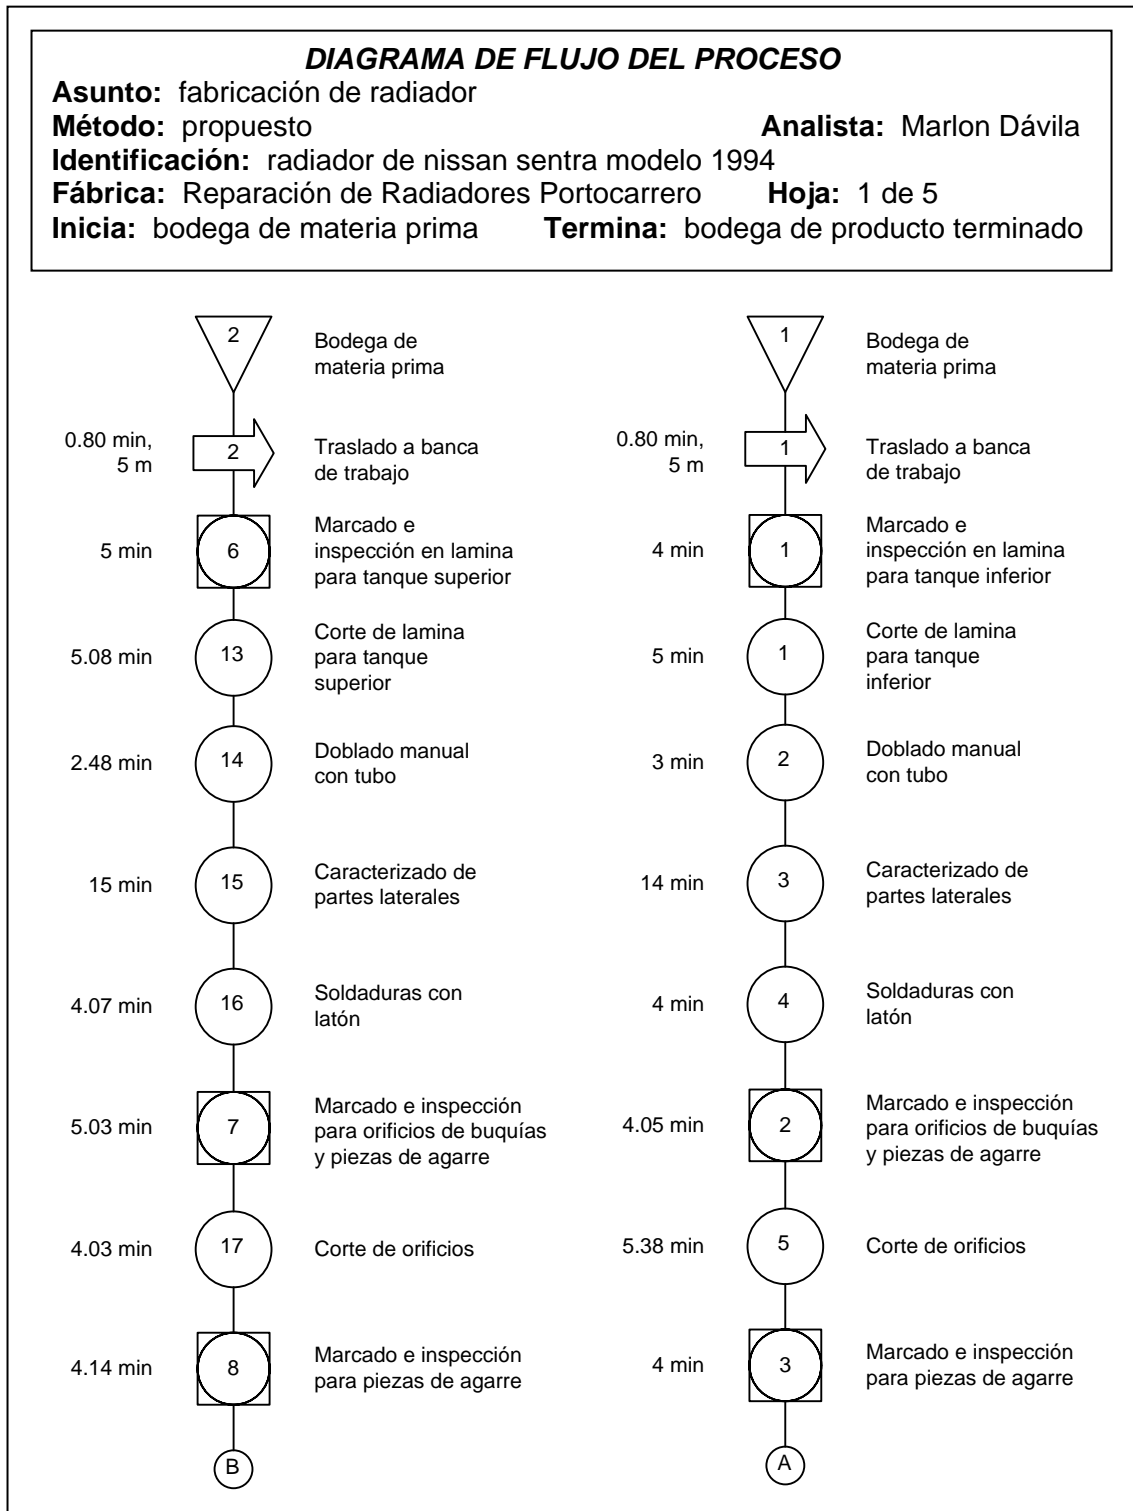 DIAGRAMA DE FLUJO DEL PROCESO
Asunto: fabricación de radiador
Método: propuesto Analista: Marlon Dávila
Identificación: radiador de nissan sentra modelo 1994
Fábrica: Reparación de Radiadores Portocarrero Hoja: 1 de 5
Inicia: bodega de materia prima Termina: bodega de producto terminado
2
Bodega de
materia prima
0.80 min,
5 m
2
Traslado a banca
de trabajo
5 min
6
Marcado e
inspección en lamina
para tanque superior
5.08 min
13
Corte de lamina
para tanque
superior
2.48 min
14
Doblado manual
con tubo
15 min
15
Caracterizado de
partes laterales
4.07 min
16
Soldaduras con
latón
5.03 min
7
Marcado e inspección
para orificios de buquías
y piezas de agarre
4.03 min
17
Corte de orificios
4.14 min
8
Marcado e inspección
para piezas de agarre
B
1
Bodega de
materia prima
0.80 min,
5 m
1
Traslado a banca
de trabajo
4 min
1
Marcado e
inspección en lamina
para tanque inferior
5 min
1
Corte de lamina
para tanque
inferior
3 min
2
Doblado manual
con tubo
14 min
3
Caracterizado de
partes laterales
4 min
4
Soldaduras con
latón
4.05 min
2
Marcado e inspección
para orificios de buquías
y piezas de agarre
5.38 min
5
Corte de orificios
4 min
3
Marcado e inspección
para piezas de agarre
A